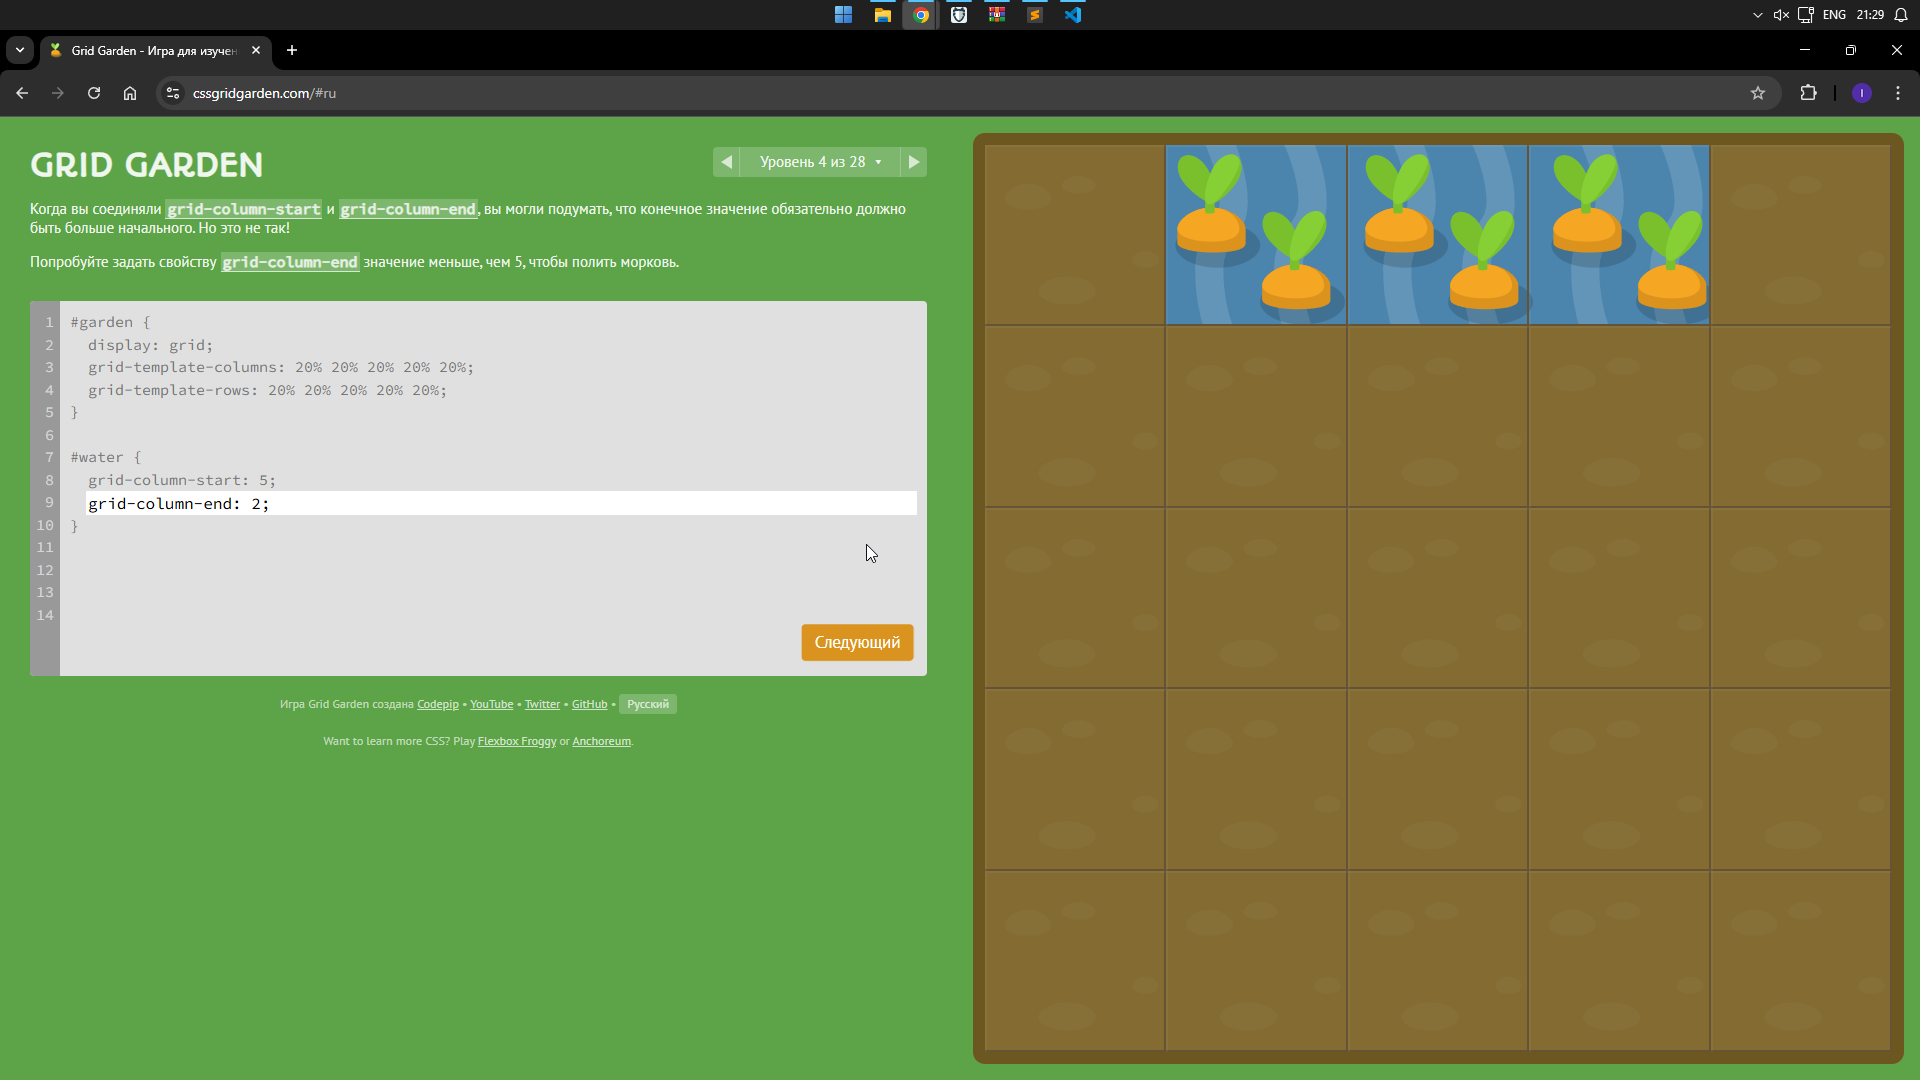 ENG 21:29
Grid Garden - Игра для изучен
cssgridgarden.com/#ru
I
GRID GARDEN
Уровень 4 из 28
Когда вы соединяли grid-column-start и grid-column-end, вы могли подумать, что конечное значение обязательно должно
быть больше начального. Но это не так!
Попробуйте задать свойству grid-column-end значение меньше, чем 5, чтобы полить морковь.
1 #garden {
2 display: grid;
3 grid-template-columns: 20% 20% 20% 20% 20%;
4 grid-template-rows: 20% 20% 20% 20% 20%;
5 }
6
7 #water {
8 grid-column-start: 5;
9 grid-column-end: 2;
10 }
11
12
13
14
Следующий
Игра Grid Garden создана Codepip • YouTube • Twitter • GitHub • Русский
Want to learn more CSS? Play Flexbox Froggy or Anchoreum.